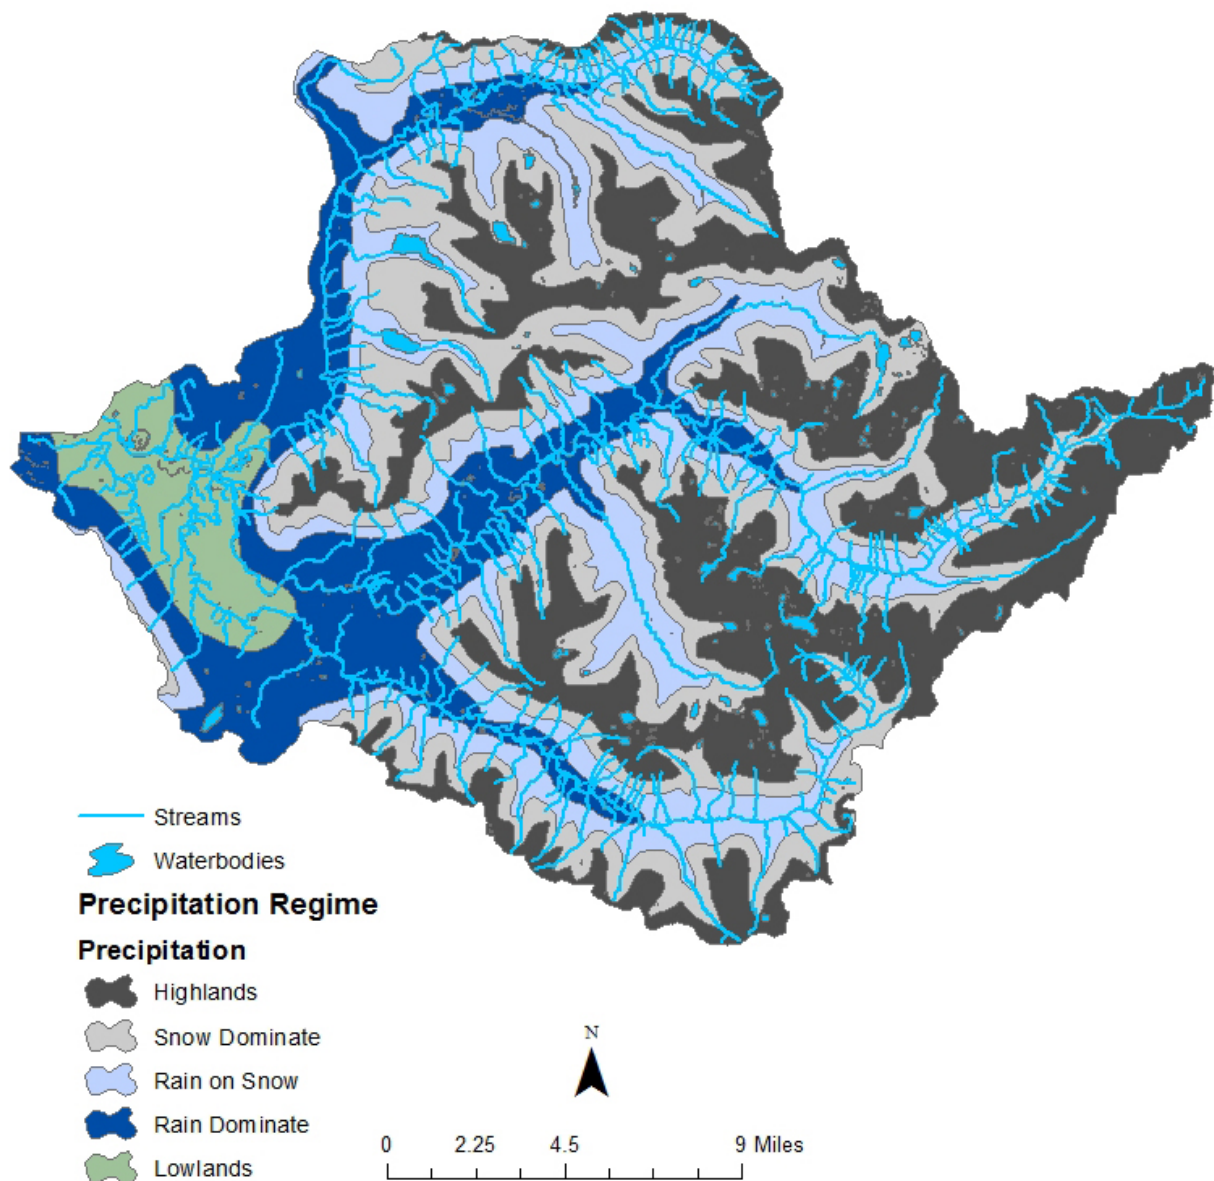 Streams
Waterbodies
Precipitation Regime
Precipitation
Highlands
Snow Dominate
Rain on Snow
Rain Dominate
Lowlands
N
0 2.25 4.5 9 Miles